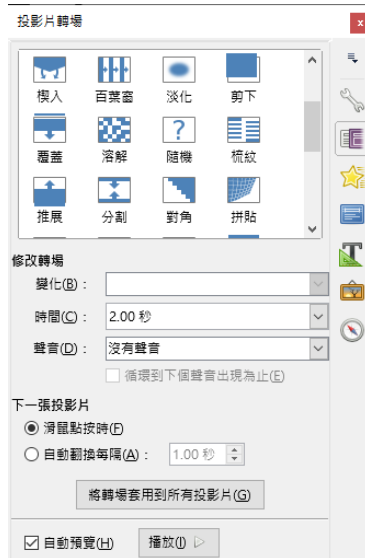 投影片轉場
x
楔入 百葉窗 淡化 剪下
?
覆蓋 溶解 隨機 梳紋
推展 分割 對角 拼貼
修改轉場
變化(B)：
時間(C)： 2.00 秒
聲音(D)： 沒有聲音
循環到下個聲音出現為止(E)
下一張投影片
滑鼠點按時(F)
自動翻換每隔(A)： 1.00 秒
將轉場套用到所有投影片(G)
自動預覽(H) 播放(I)
T